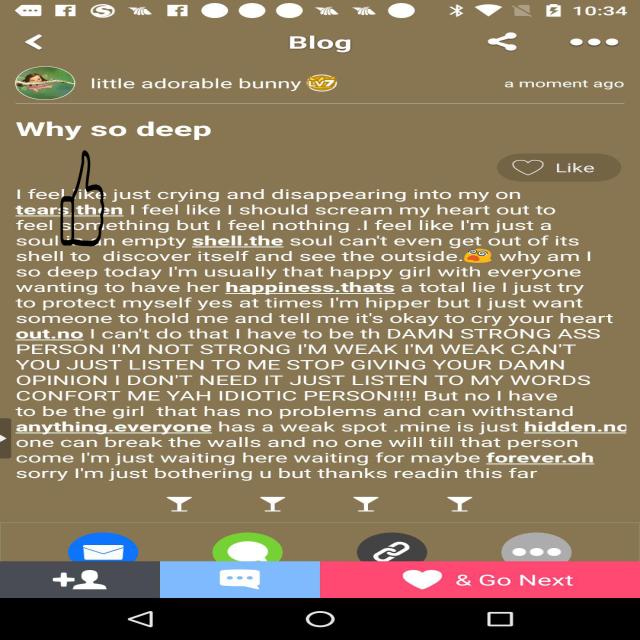 10:34
Blog
little adorable bunny LV7
a moment ago
Why so deep
Like
I feel like just crying and disappearing into my on
tears.then I feel like I should scream my heart out to
feel something but I feel nothing .I feel like I'm just a
soul in an empty shell.the soul can't even get out of its
shell to discover itself and see the outside. why am I
so deep today I'm usually that happy girl with everyone
wanting to have her happiness.thats a total lie I just try
to protect myself yes at times I'm hipper but I just want
someone to hold me and tell me it's okay to cry your heart
out.no I can't do that I have to be th DAMN STRONG ASS
PERSON I'M NOT STRONG I'M WEAK I'M WEAK CAN'T
YOU JUST LISTEN TO ME STOP GIVING YOUR DAMN
OPINION I DON'T NEED IT JUST LISTEN TO MY WORDS
CONFORT ME YAH IDIOTIC PERSON!!!! But no I have
to be the girl that has no problems and can withstand
anything.everyone has a weak spot .mine is just hidden.no
one can break the walls and no one will till that person
come I'm just waiting here waiting for maybe forever.oh
sorry I'm just bothering u but thanks readin this far
& Go Next